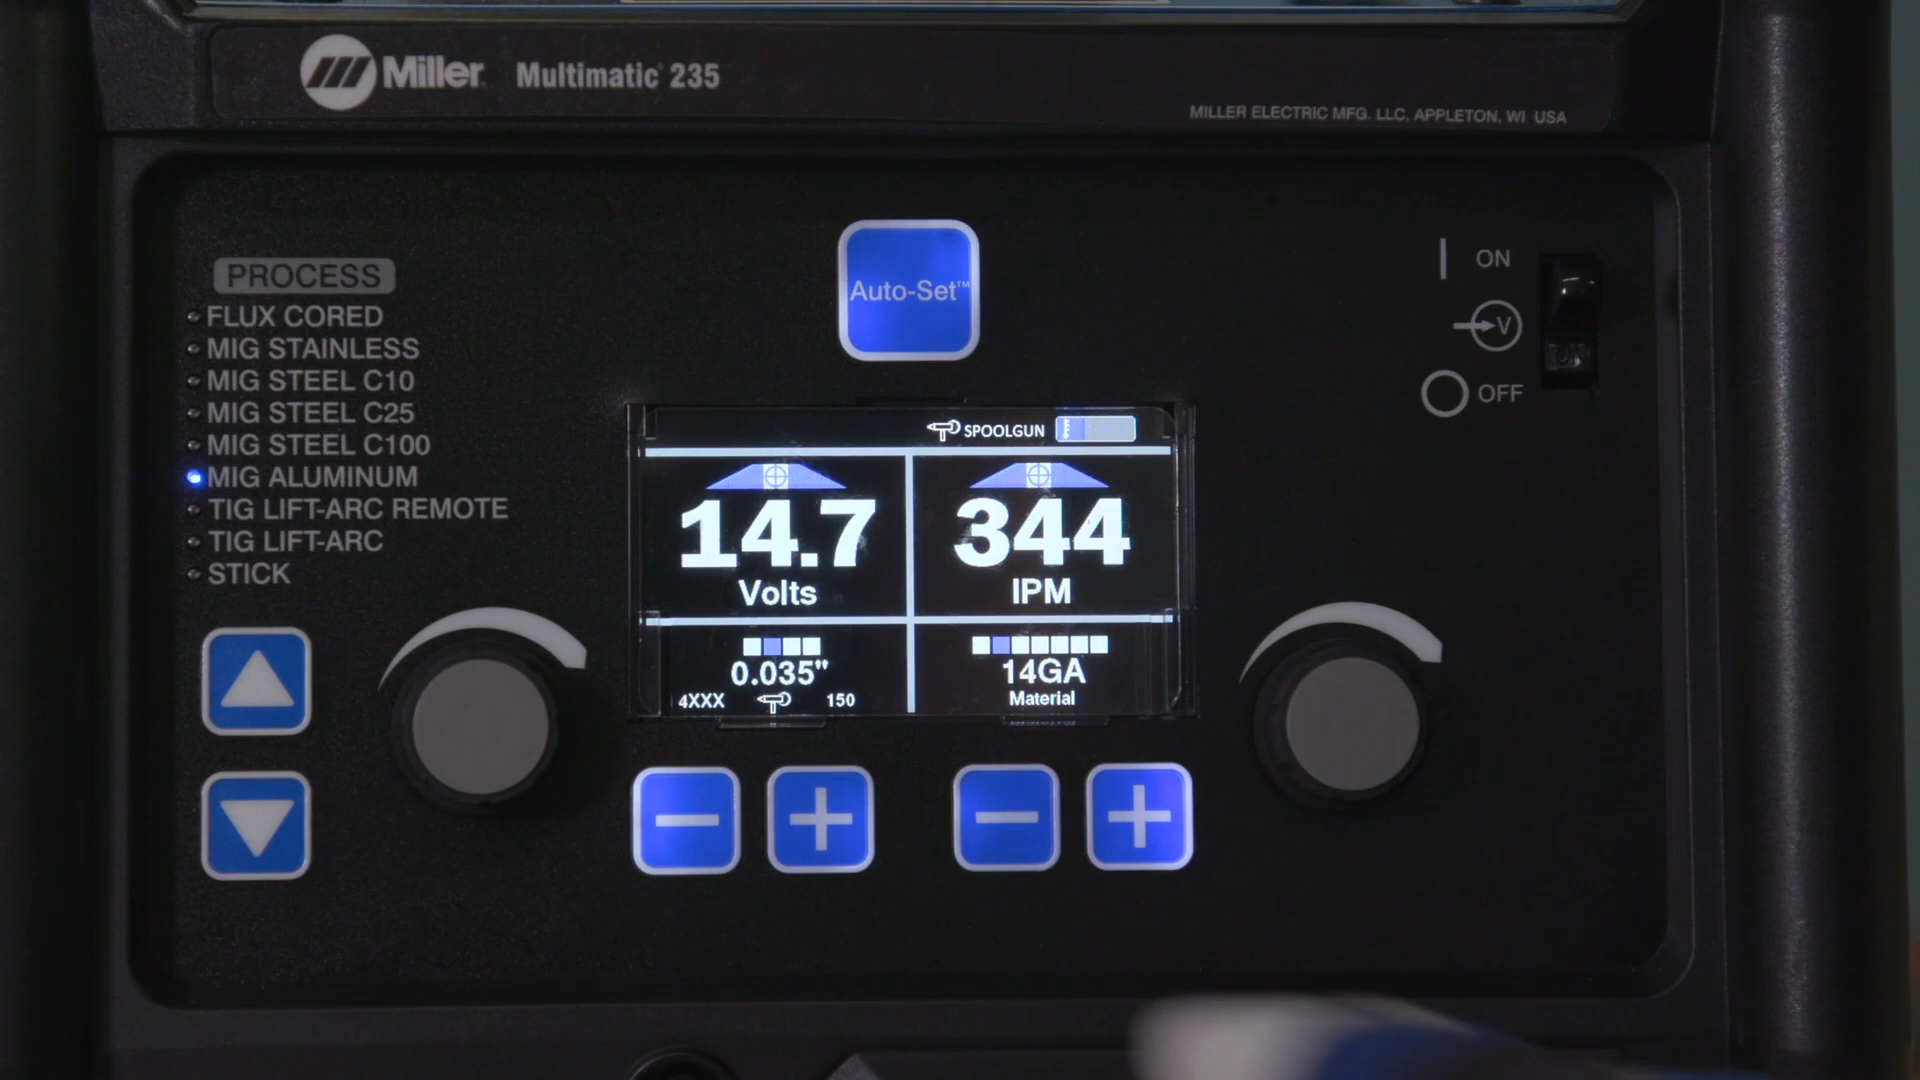 Miller Multimatic® 235
MILLER ELECTRIC MFG. LLC, APPLETON, WI USA
PROCESS
FLUX CORED
MIG STAINLESS
MIG STEEL C10
MIG STEEL C25
MIG STEEL C100
MIG ALUMINUM
TIG LIFT-ARC REMOTE
TIG LIFT-ARC
STICK
Auto-Set™
SPOOLGUN
14.7
Volts
344
IPM
0.035"
4XXX 150
14GA
Material
ON
V
OFF